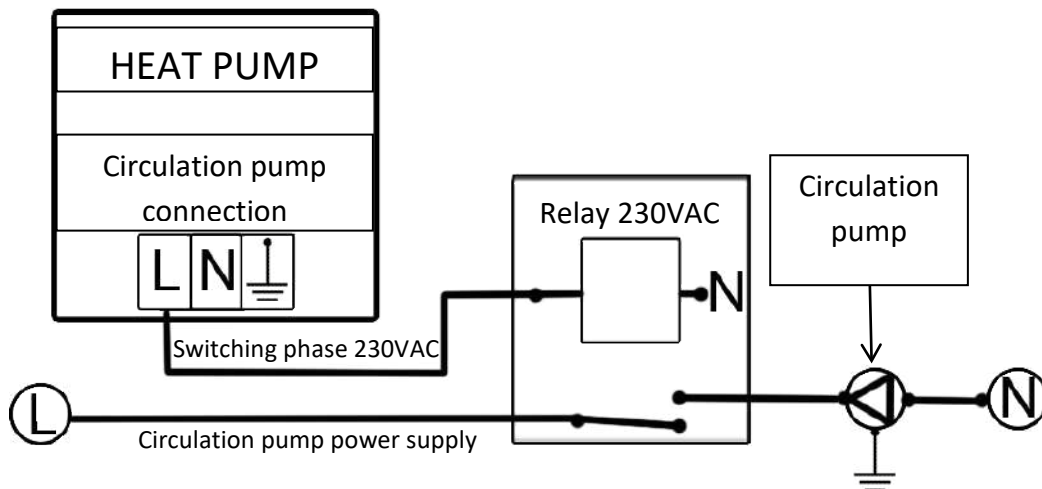 HEAT PUMP
Circulation pump
connection
L N
Relay 230VAC
N
Circulation
pump
Switching phase 230VAC
L
Circulation pump power supply
N